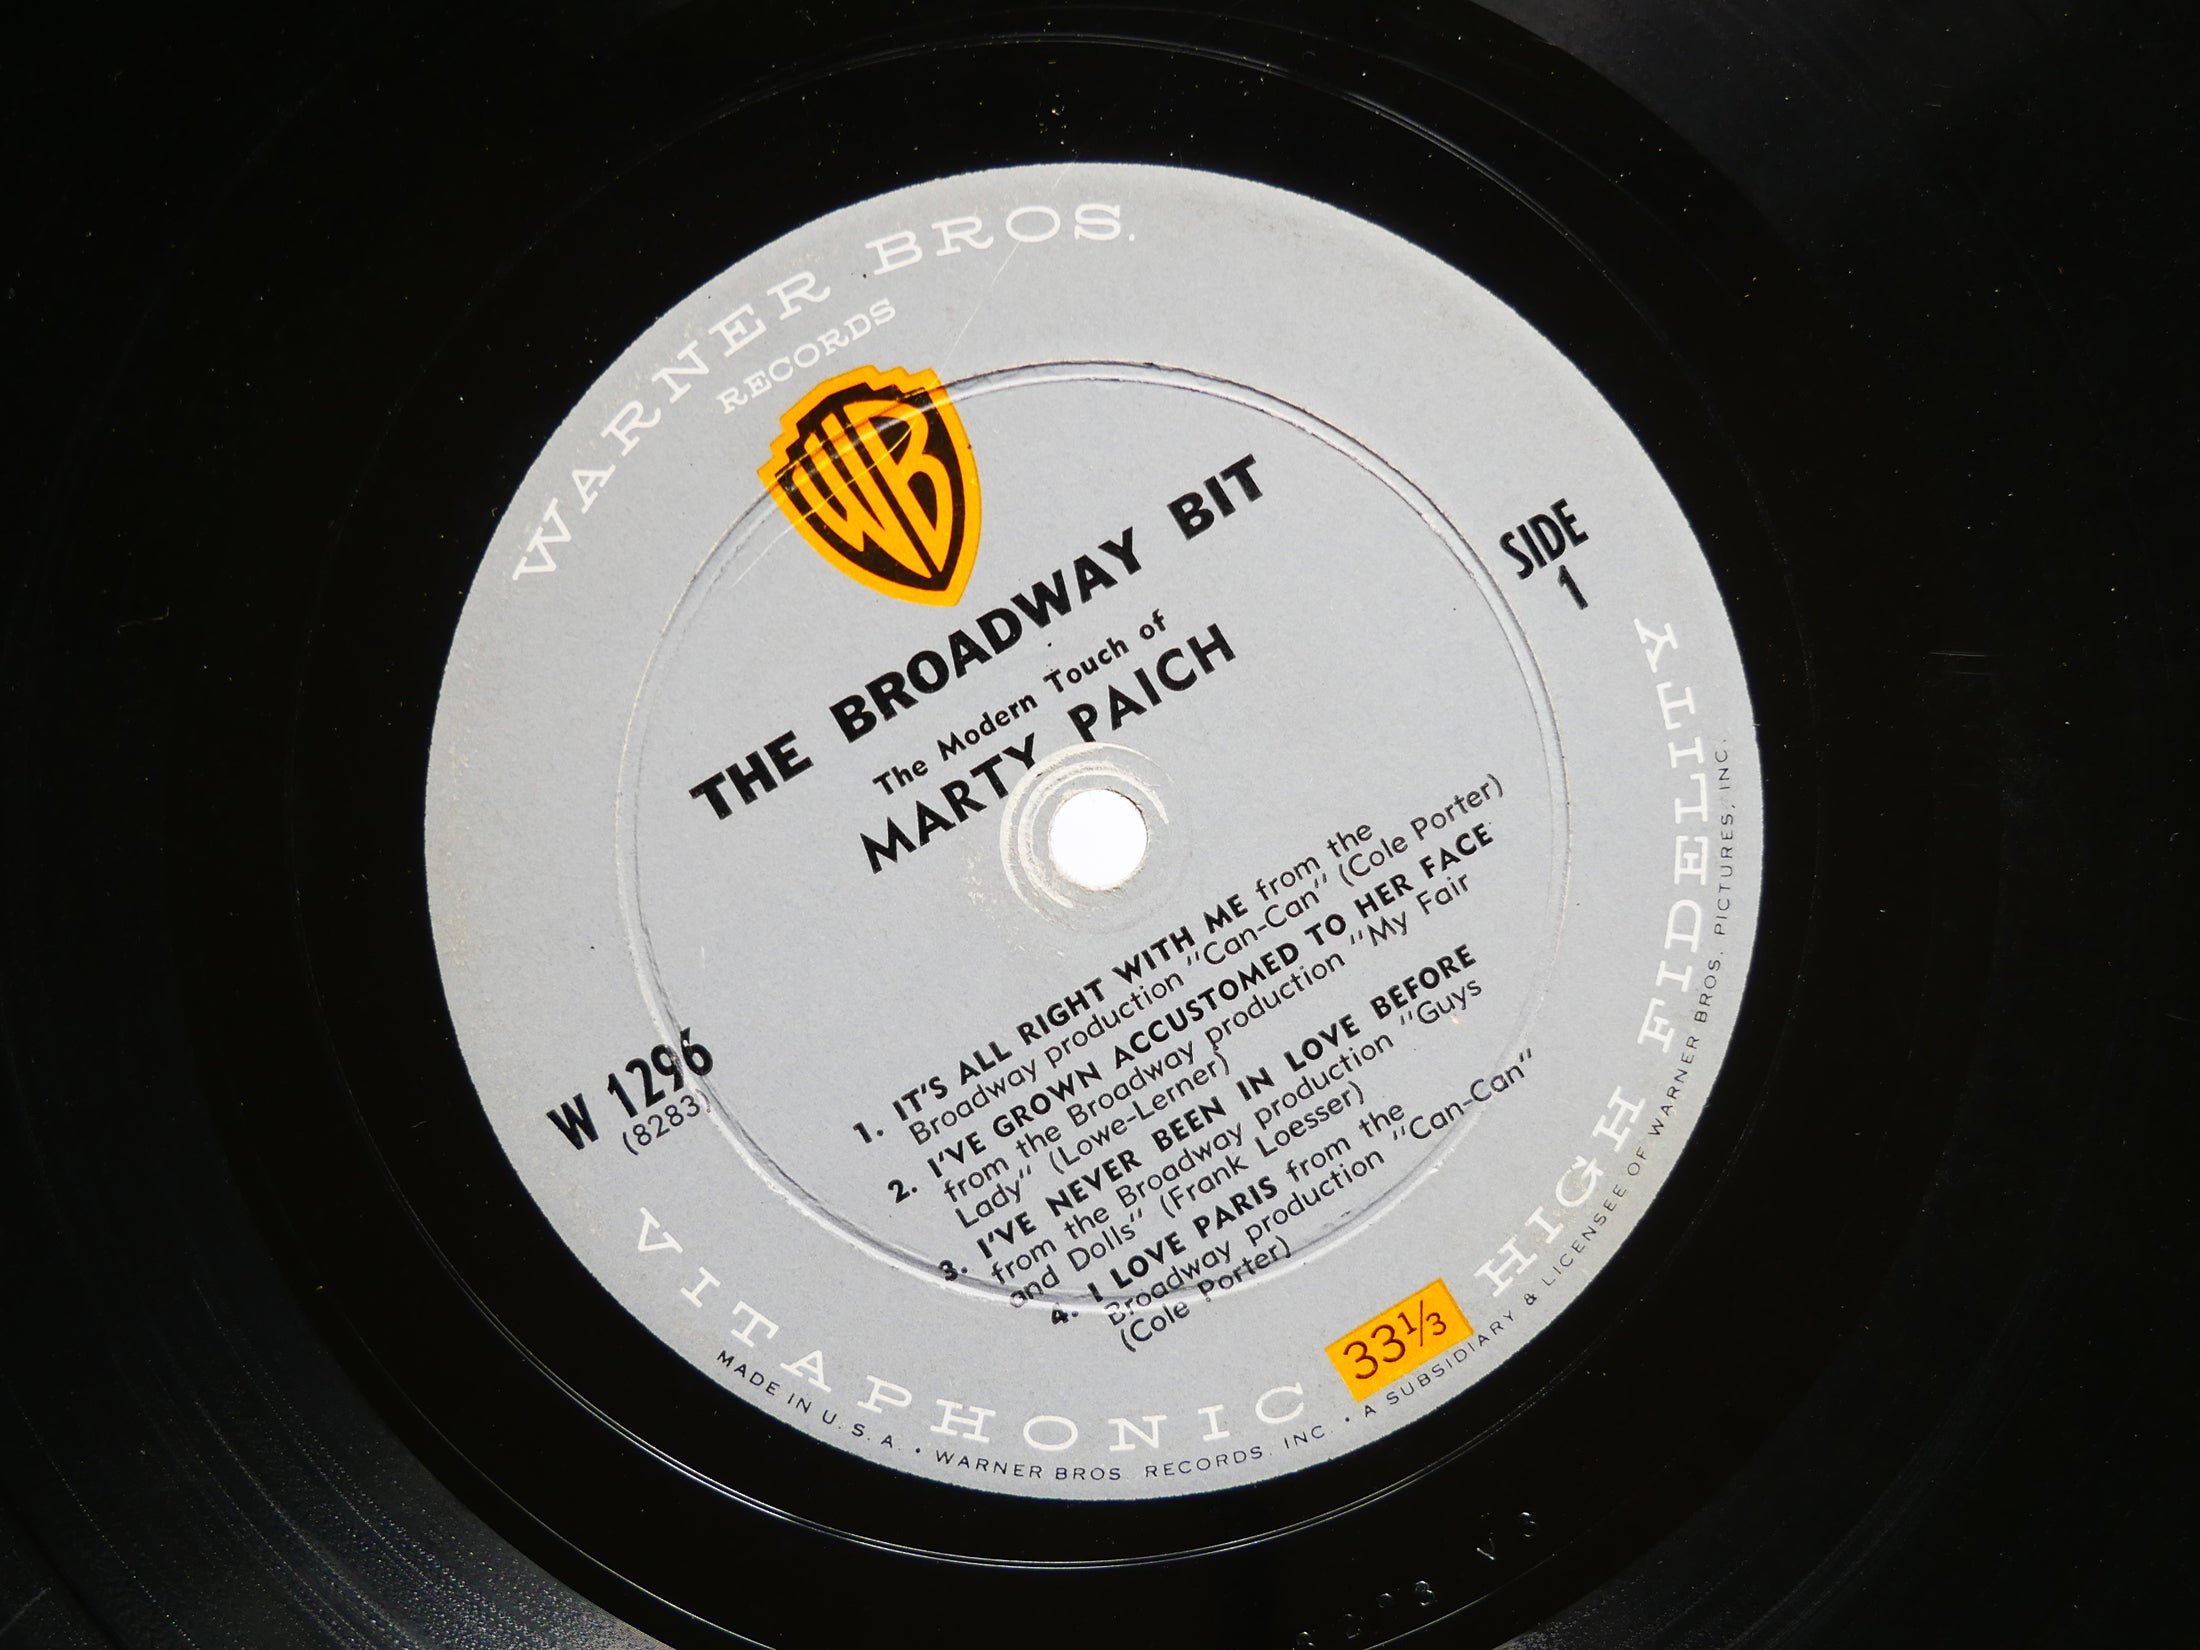 WARNER BROS.
RECORDS
WB
THE BROADWAY BIT
The Modern Touch of
MARTY PAICH
SIDE
1
W 1296
(8283)
1. IT'S ALL RIGHT WITH ME from the
Broadway production "Can-Can" (Cole Porter)
2. I'VE GROWN ACCUSTOMED TO HER FACE
from the Broadway production "My Fair
Lady" (Lowe-Lerner)
3. I'VE NEVER BEEN IN LOVE BEFORE
from the Broadway production "Guys
and Dolls" (Frank Loesser)
4. I LOVE PARIS from the
Broadway production "Can-Can"
(Cole Porter)
VITAPHONIC HIGH FIDELITY
33⅓
MADE IN U. S. A. • WARNER BROS. RECORDS, INC. • A SUBSIDIARY & LICENSEE OF WARNER BROS. PICTURES, INC.